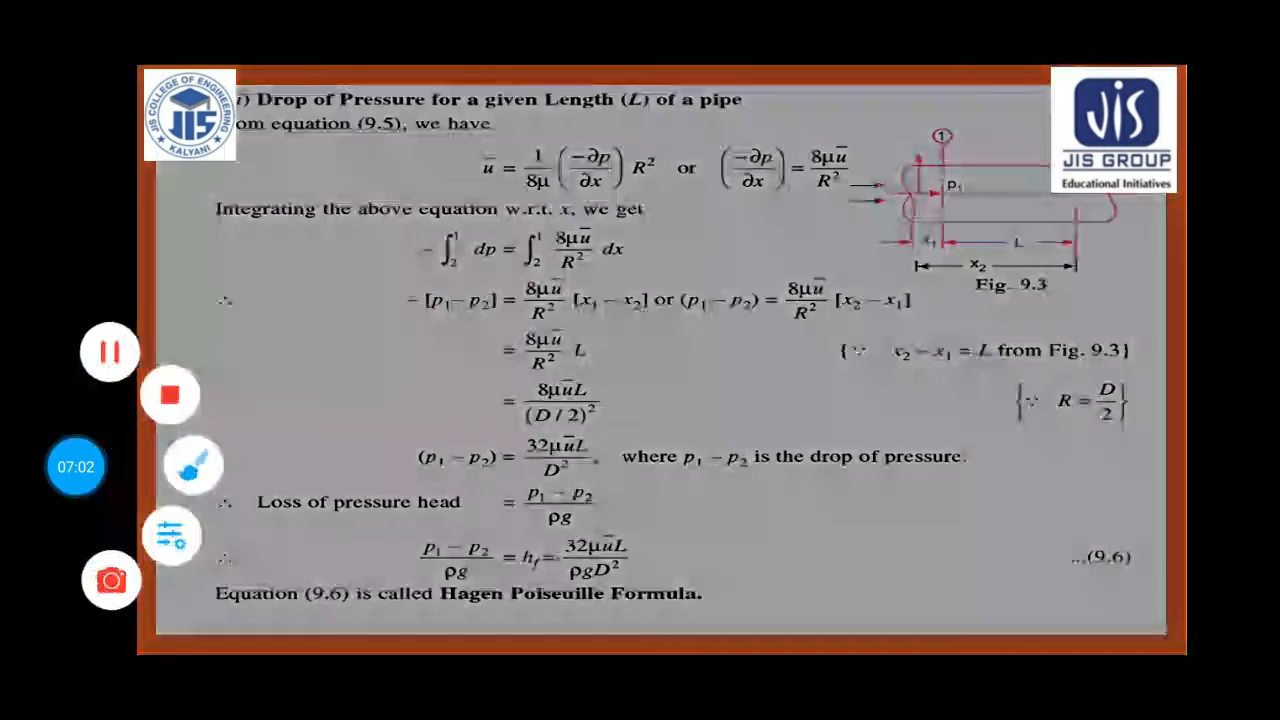 i) Drop of Pressure for a given Length (L) of a pipe
om equation (9.5), we have
ū = 1/8μ (−∂p/∂x) R² or (−∂p/∂x) = 8μū/R²
Integrating the above equation w.r.t. x, we get
− ∫₂¹ dp = ∫₂¹ 8μū/R² dx
∴ − [p₁− p₂] = 8μū/R² [x₁ − x₂] or (p₁ − p₂) = 8μū/R² [x₂ − x₁]
= 8μū/R² L {∵ x₂ − x₁ = L from Fig. 9.3}
= 8μūL/(D / 2)² {∵ R = D/2}
(p₁ − p₂) = 32μūL/D², where p₁ − p₂ is the drop of pressure.
∴ Loss of pressure head = p₁ − p₂/ρg
∴ p₁ − p₂/ρg = h_f = 32μūL/ρgD² ...(9.6)
Equation (9.6) is called Hagen Poiseuille Formula.
1
p₁
x₁ L
x₂
Fig. 9.3
JIS COLLEGE OF ENGINEERING
JIS
KALYANI
JIS
JIS GROUP
Educational Initiatives
07:02